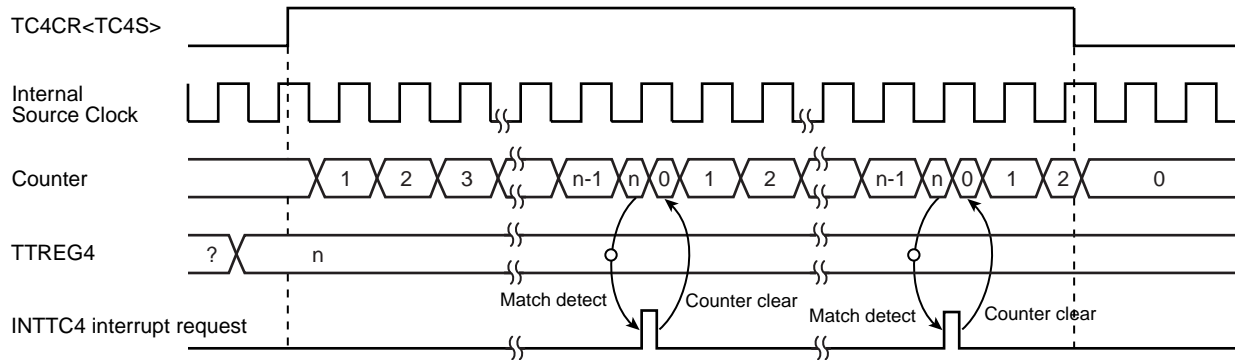 TC4CR<TC4S>
Internal
Source Clock
Counter
1 2 3 n-1 n 0 1 2 n-1 n 0 1 2 0
TTREG4
? n
Match detect Counter clear Match detect Counter clear
INTTC4 interrupt request